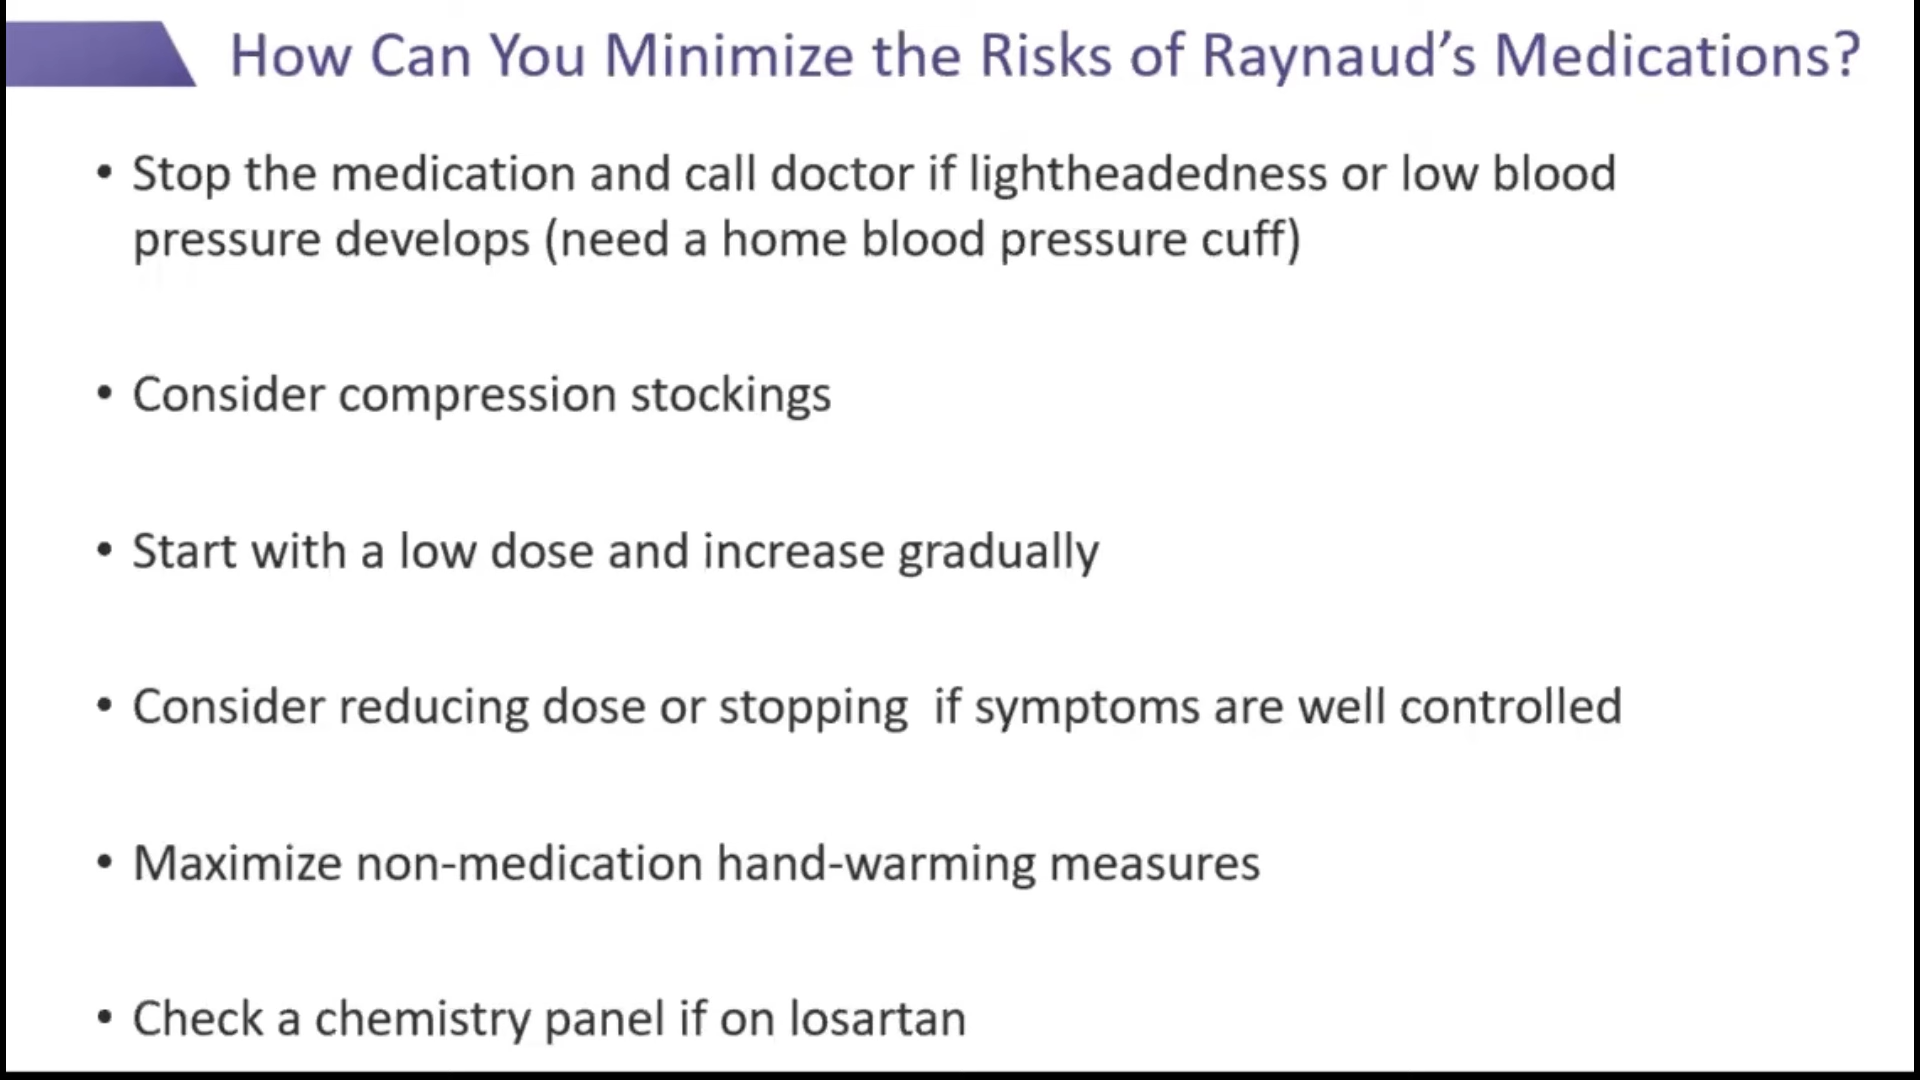 How Can You Minimize the Risks of Raynaud’s Medications?
• Stop the medication and call doctor if lightheadedness or low blood
pressure develops (need a home blood pressure cuff)
• Consider compression stockings
• Start with a low dose and increase gradually
• Consider reducing dose or stopping  if symptoms are well controlled
• Maximize non-medication hand-warming measures
• Check a chemistry panel if on losartan